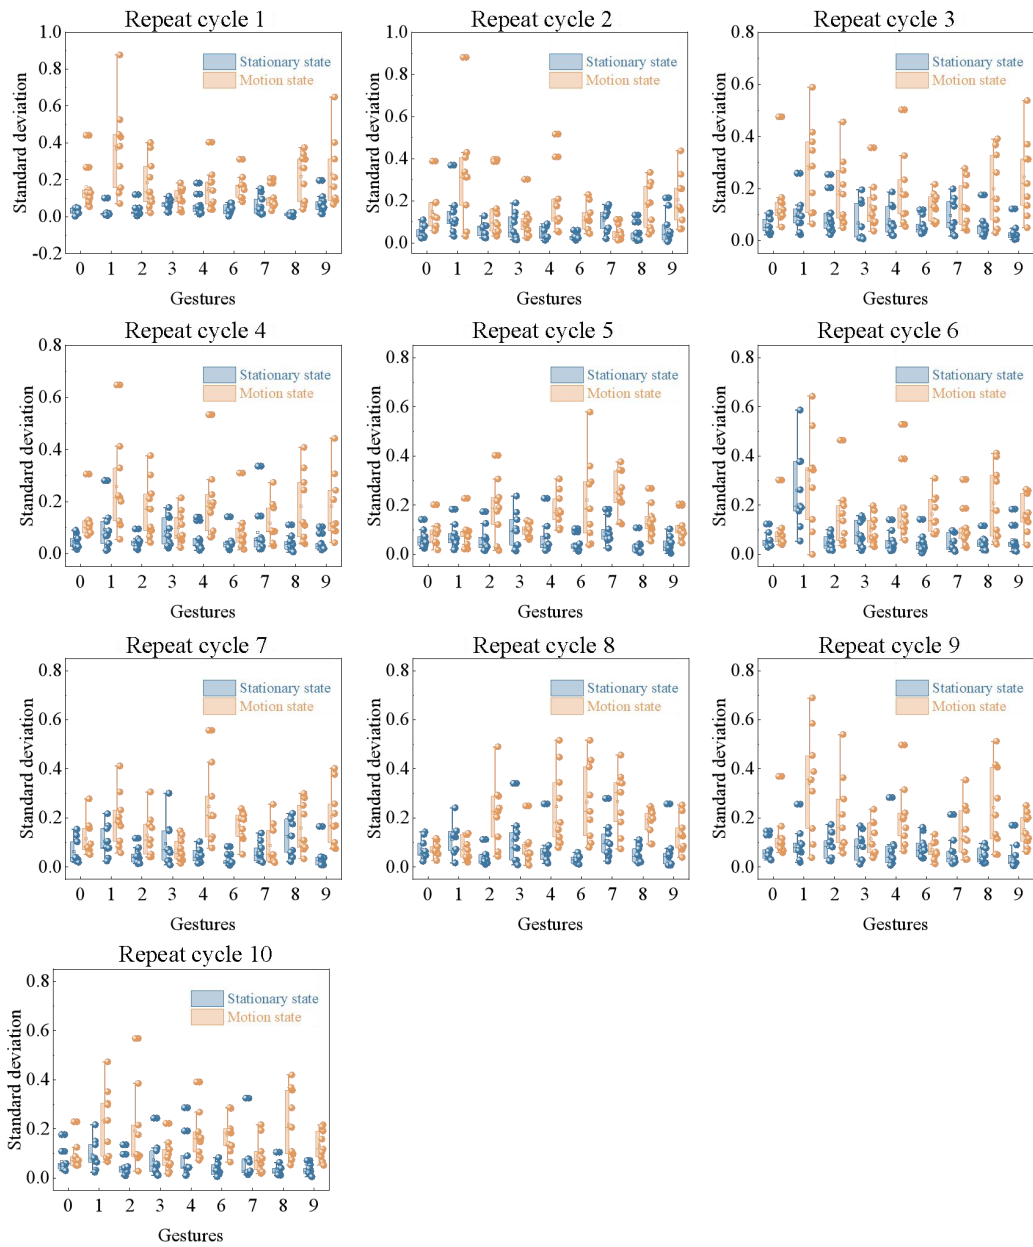 Repeat cycle 1
Repeat cycle 2
Repeat cycle 3
1.0
0.8
0.6
0.4
0.2
0.0
-0.2
Standard deviation
Stationary state
Motion state
0 1 2 3 4 6 7 8 9
Gestures
1.0
0.8
0.6
0.4
0.2
0.0
Standard deviation
Stationary state
Motion state
0 1 2 3 4 6 7 8 9
Gestures
0.8
0.6
0.4
0.2
0.0
Standard deviation
Stationary state
Motion state
0 1 2 3 4 6 7 8 9
Gestures
Repeat cycle 4
Repeat cycle 5
Repeat cycle 6
0.8
0.6
0.4
0.2
0.0
Standard deviation
Stationary state
Motion state
0 1 2 3 4 6 7 8 9
Gestures
0.8
0.6
0.4
0.2
0.0
Standard deviation
Stationary state
Motion state
0 1 2 3 4 6 7 8 9
Gestures
0.8
0.6
0.4
0.2
0.0
Standard deviation
Stationary state
Motion state
0 1 2 3 4 6 7 8 9
Gestures
Repeat cycle 7
Repeat cycle 8
Repeat cycle 9
0.8
0.6
0.4
0.2
0.0
Standard deviation
Stationary state
Motion state
0 1 2 3 4 6 7 8 9
Gestures
0.8
0.6
0.4
0.2
0.0
Standard deviation
Stationary state
Motion state
0 1 2 3 4 6 7 8 9
Gestures
0.8
0.6
0.4
0.2
0.0
Standard deviation
Stationary state
Motion state
0 1 2 3 4 6 7 8 9
Gestures
Repeat cycle 10
0.8
0.6
0.4
0.2
0.0
Standard deviation
Stationary state
Motion state
0 1 2 3 4 6 7 8 9
Gestures